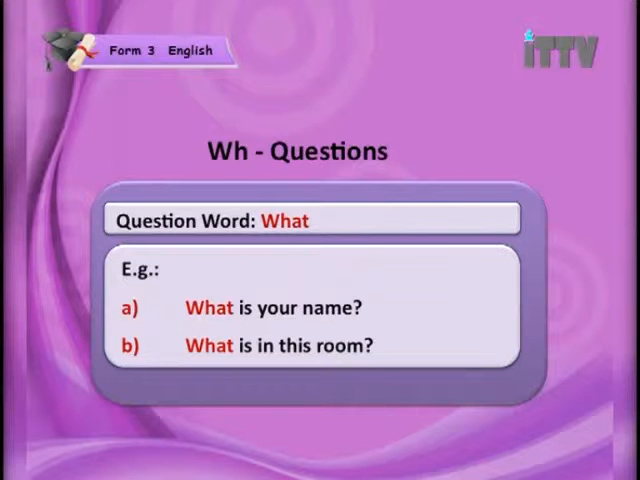 Form 3 English
iTTV
Wh - Questions
Question Word: What
E.g.:
a) What is your name?
b) What is in this room?